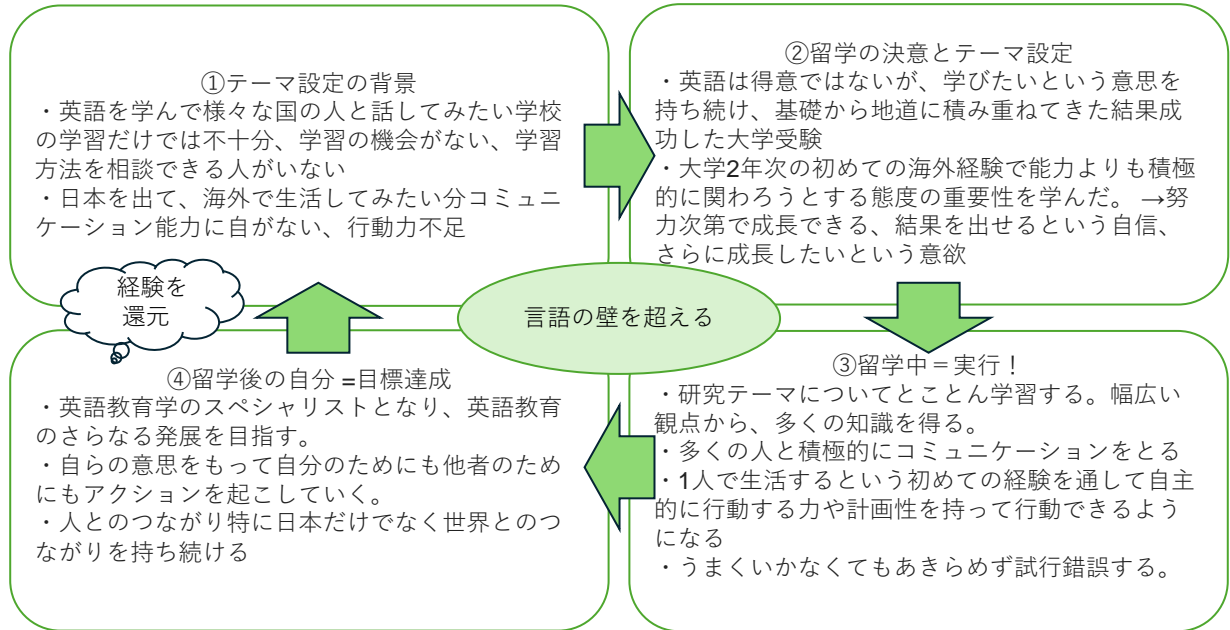 ①テーマ設定の背景
・英語を学んで様々な国の人と話してみたい学校
の学習だけでは不十分、学習の機会がない、学習
方法を相談できる人がいない
・日本を出て、海外で生活してみたい分コミュニ
ケーション能力に自がない、行動力不足
②留学の決意とテーマ設定
・英語は得意ではないが、学びたいという意思を
持ち続け、基礎から地道に積み重ねてきた結果成
功した大学受験
・大学2年次の初めての海外経験で能力よりも積極
的に関わろうとする態度の重要性を学んだ。 →努
力次第で成長できる、結果を出せるという自信、
さらに成長したいという意欲
経験を
還元
言語の壁を超える
④留学後の自分 =目標達成
・英語教育学のスペシャリストとなり、英語教育
のさらなる発展を目指す。
・自らの意思をもって自分のためにも他者のため
にもアクションを起こしていく。
・人とのつながり特に日本だけでなく世界とのつ
ながりを持ち続ける
③留学中＝実行！
・研究テーマについてとことん学習する。幅広い
観点から、多くの知識を得る。
・多くの人と積極的にコミュニケーションをとる
・1人で生活するという初めての経験を通して自主
的に行動する力や計画性を持って行動できるよう
になる
・うまくいかなくてもあきらめず試行錯誤する。